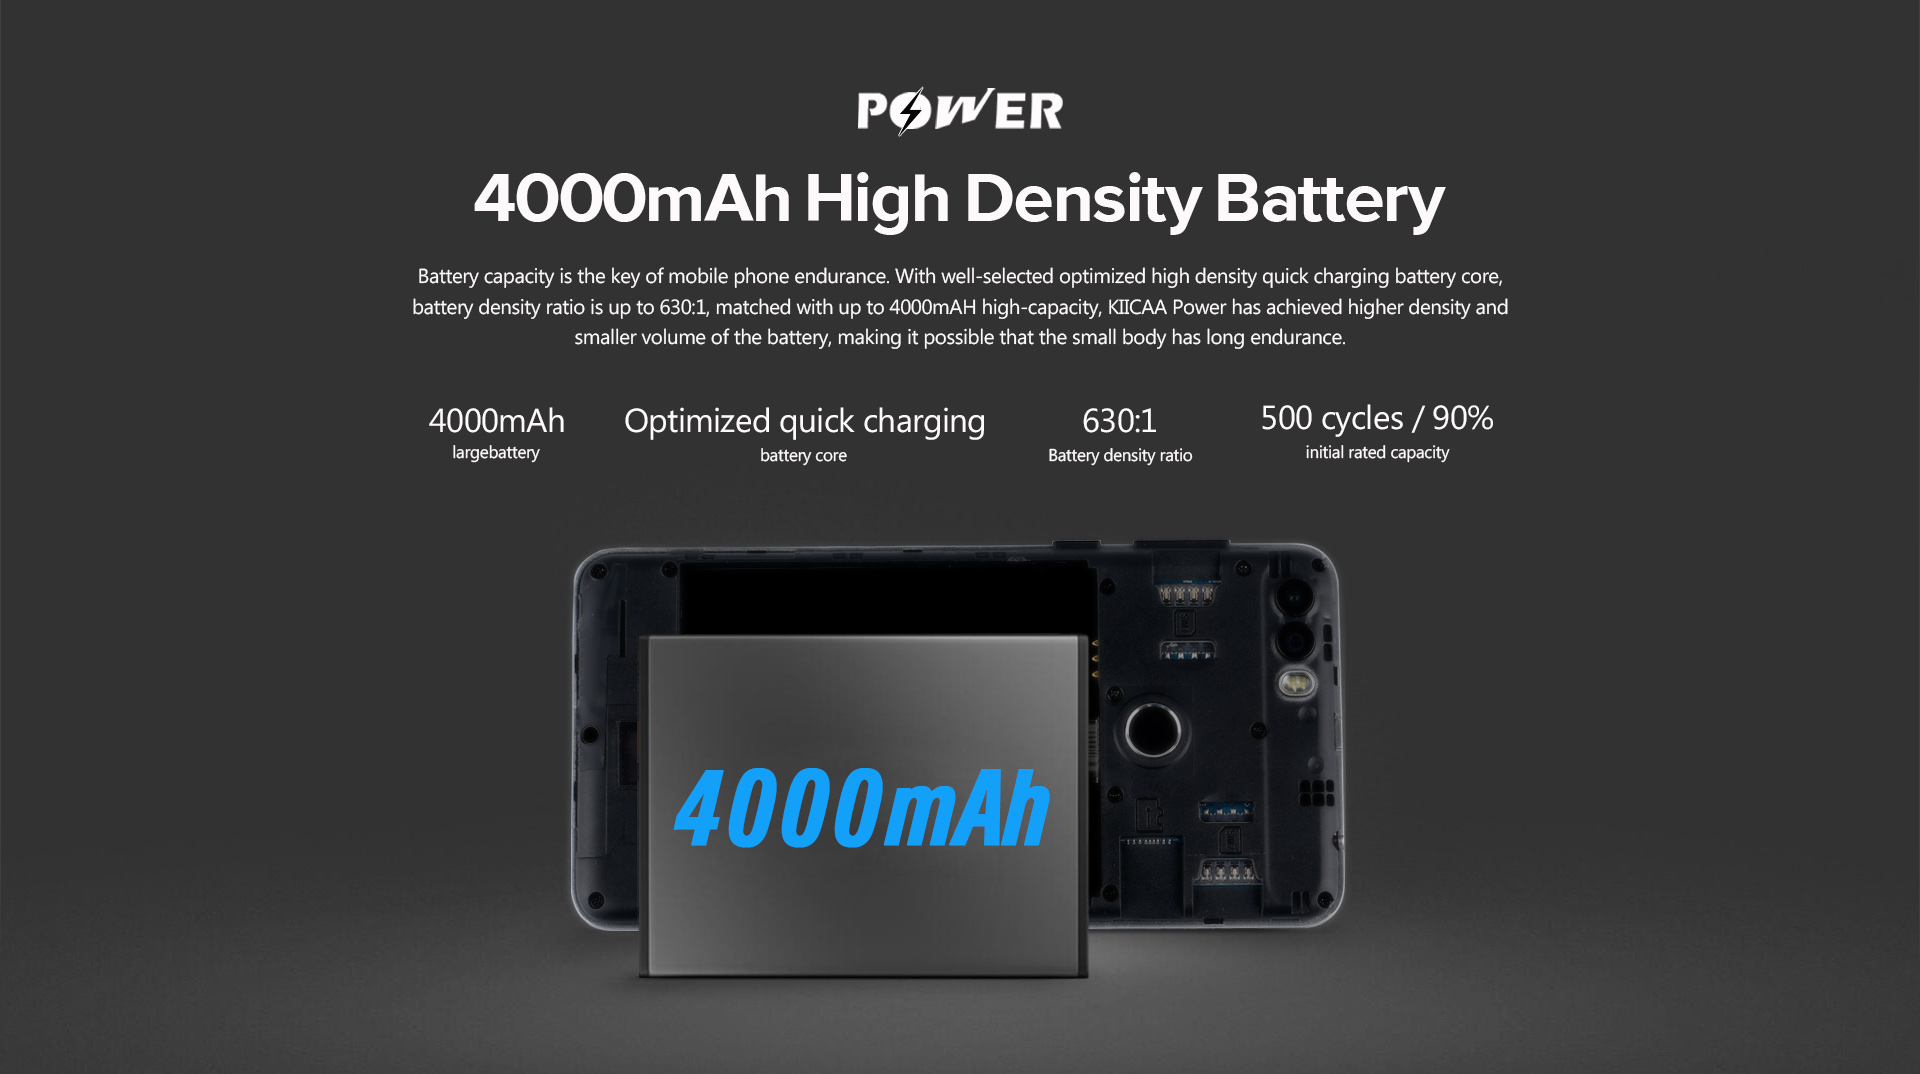 POWER
4000mAh High Density Battery
Battery capacity is the key of mobile phone endurance. With well-selected optimized high density quick charging battery core,
battery density ratio is up to 630:1, matched with up to 4000mAH high-capacity, KIICAA Power has achieved higher density and
smaller volume of the battery, making it possible that the small body has long endurance.
4000mAh
largebattery
Optimized quick charging
battery core
630:1
Battery density ratio
500 cycles / 90%
initial rated capacity
4000mAh